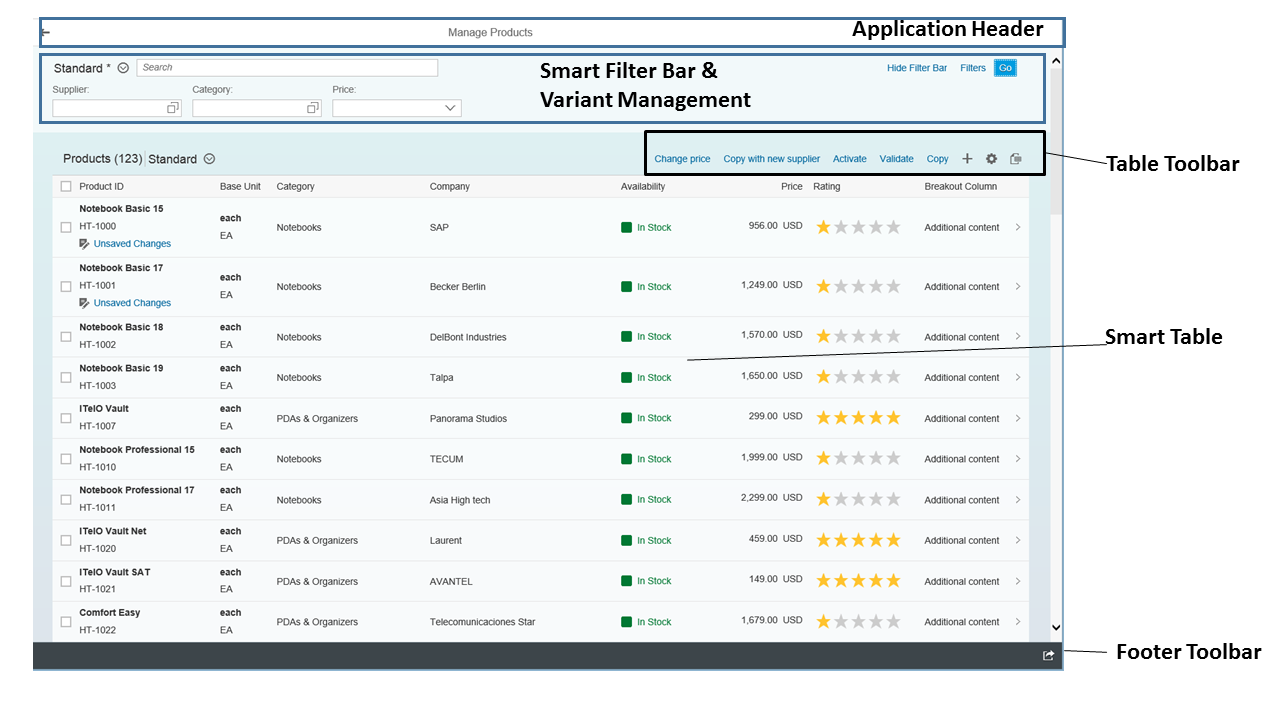 Manage Products
Application Header
Standard * Search
Smart Filter Bar &
Variant Management
Hide Filter Bar Filters Go
Supplier: Category: Price:
Products (123) Standard
Change price Copy with new supplier Activate Validate Copy
Table Toolbar
Product ID Base Unit Category Company Availability Price Rating Breakout Column
Notebook Basic 15
HT-1000
Unsaved Changes
each
EA
Notebooks SAP In Stock 956.00 USD Additional content
Notebook Basic 17
HT-1001
Unsaved Changes
each
EA
Notebooks Becker Berlin In Stock 1,249.00 USD Additional content
Notebook Basic 18
HT-1002
each
EA
Notebooks DelBont Industries In Stock 1,570.00 USD Additional content
Smart Table
Notebook Basic 19
HT-1003
each
EA
Notebooks Talpa In Stock 1,650.00 USD Additional content
ITelO Vault
HT-1007
each
EA
PDAs & Organizers Panorama Studios In Stock 299.00 USD Additional content
Notebook Professional 15
HT-1010
each
EA
Notebooks TECUM In Stock 1,999.00 USD Additional content
Notebook Professional 17
HT-1011
each
EA
Notebooks Asia High tech In Stock 2,299.00 USD Additional content
ITelO Vault Net
HT-1020
each
EA
PDAs & Organizers Laurent In Stock 459.00 USD Additional content
ITelO Vault SAT
HT-1021
each
EA
PDAs & Organizers AVANTEL In Stock 149.00 USD Additional content
Comfort Easy
HT-1022
each
EA
PDAs & Organizers Telecomunicaciones Star In Stock 1,679.00 USD Additional content
Footer Toolbar